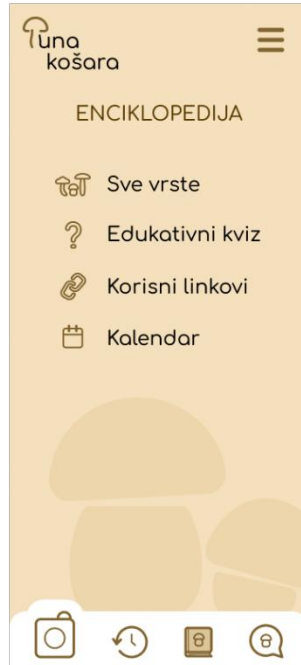 Puna
košara
ENCIKLOPEDIJA
Sve vrste
Edukativni kviz
Korisni linkovi
Kalendar